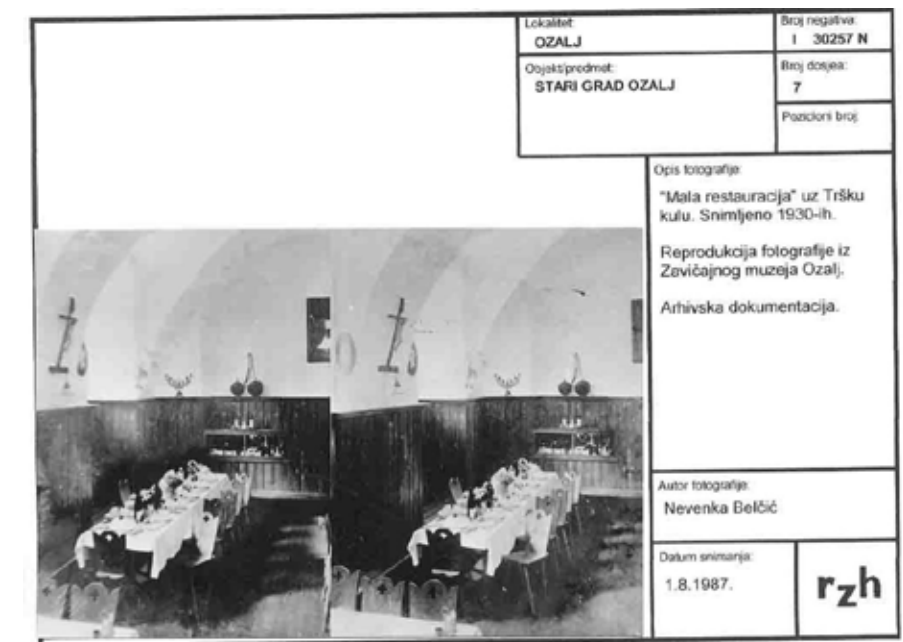 Lokalitet:
OZALJ
Broj negativa:
I 30257 N
Objekt/predmet:
STARI GRAD OZALJ
Broj dosjea:
7
Pozicioni broj:
Opis fotografije:
"Mala restauracija" uz Tršku
kulu. Snimljeno 1930-ih.
Reprodukcija fotografije iz
Zavičajnog muzeja Ozalj.
Arhivska dokumentacija.
Autor fotografije:
Nevenka Belčić
Datum snimanja:
1.8.1987.
rzh